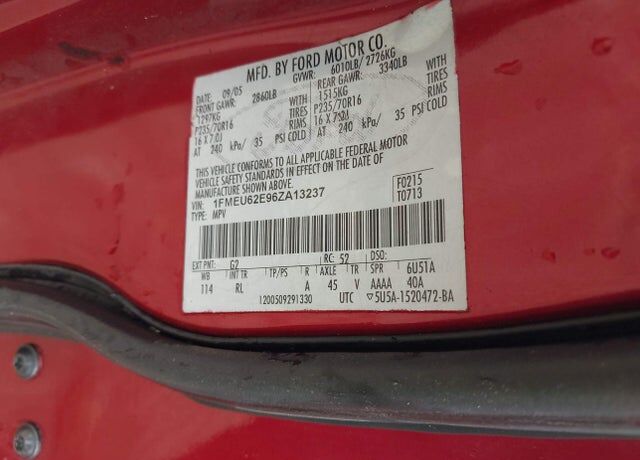 MFD. BY FORD MOTOR CO.
DATE: 09/05 GVWR: 6010LB/ 2726KG
FRONT GAWR: 2860LB REAR GAWR: 3340LB
1297KG WITH 1515KG WITH
P235/70R16 TIRES P235/70R16 TIRES
16 X 7.0J RIMS 16 X 7.0J RIMS
AT 240 kPa/ 35 PSI COLD AT 240 kPa/ 35 PSI COLD
THIS VEHICLE CONFORMS TO ALL APPLICABLE FEDERAL MOTOR
VEHICLE SAFETY STANDARDS IN EFFECT ON THE DATE OF
MANUFACTURE SHOWN ABOVE.
VIN: 1FMEU62E96ZA13237 F0215
TYPE: MPV T0713
EXT PNT: G2 RC: 52 DSO:
WB INT TR TP/PS R AXLE TR SPR 6U51A
114 RL A 45 V AAAA 40A
1200509291330 UTC ▽5U5A-1520472-BA